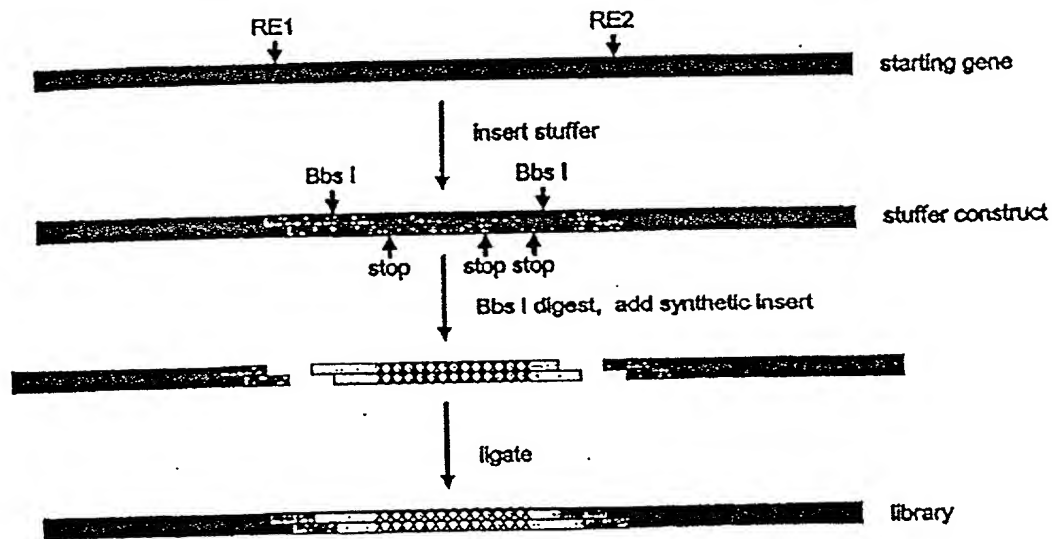 RE1
RE2
starting gene
insert stuffer
Bbs I
Bbs I
stuffer construct
stop
stop stop
Bbs I digest, add synthetic insert
ligate
library